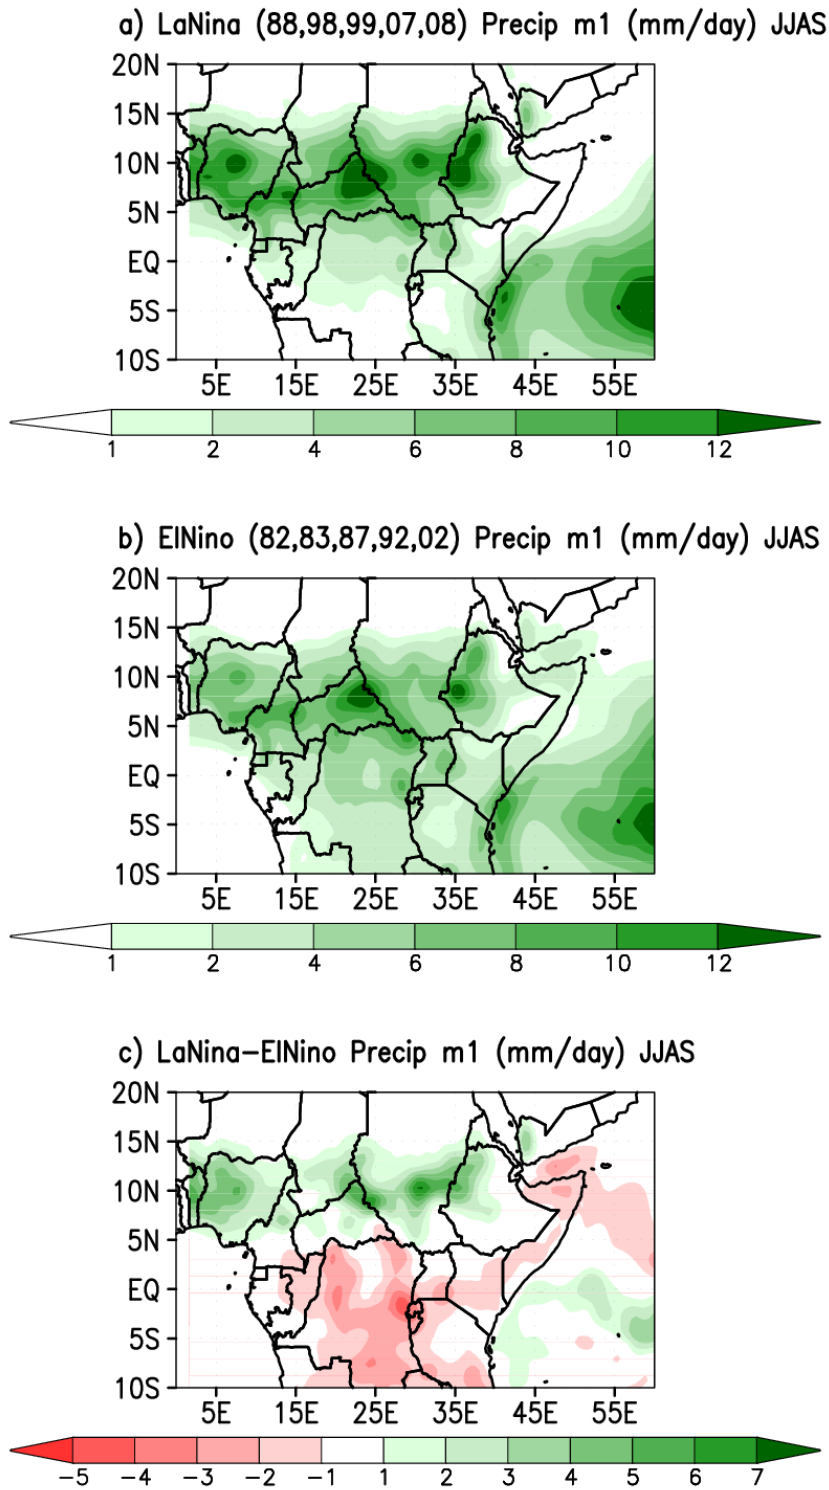 a) LaNina (88,98,99,07,08) Precip m1 (mm/day) JJAS
20N
15N
10N
5N
EQ
5S
10S
5E 15E 25E 35E 45E 55E
1 2 4 6 8 10 12
b) ElNino (82,83,87,92,02) Precip m1 (mm/day) JJAS
20N
15N
10N
5N
EQ
5S
10S
5E 15E 25E 35E 45E 55E
1 2 4 6 8 10 12
c) LaNina-ElNino Precip m1 (mm/day) JJAS
20N
15N
10N
5N
EQ
5S
10S
5E 15E 25E 35E 45E 55E
-5 -4 -3 -2 -1 1 2 3 4 5 6 7